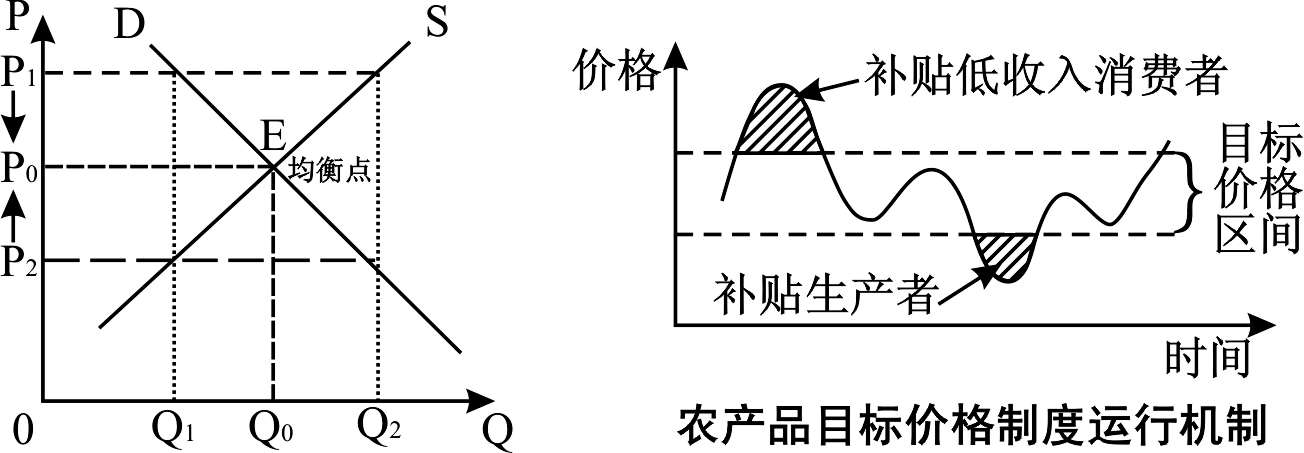 P
D
S
P1
E
P0
均衡点
P2
0
Q1
Q0
Q2
Q
价格
补贴低收入消费者
目标
价格
区间
补贴生产者
时间
农产品目标价格制度运行机制